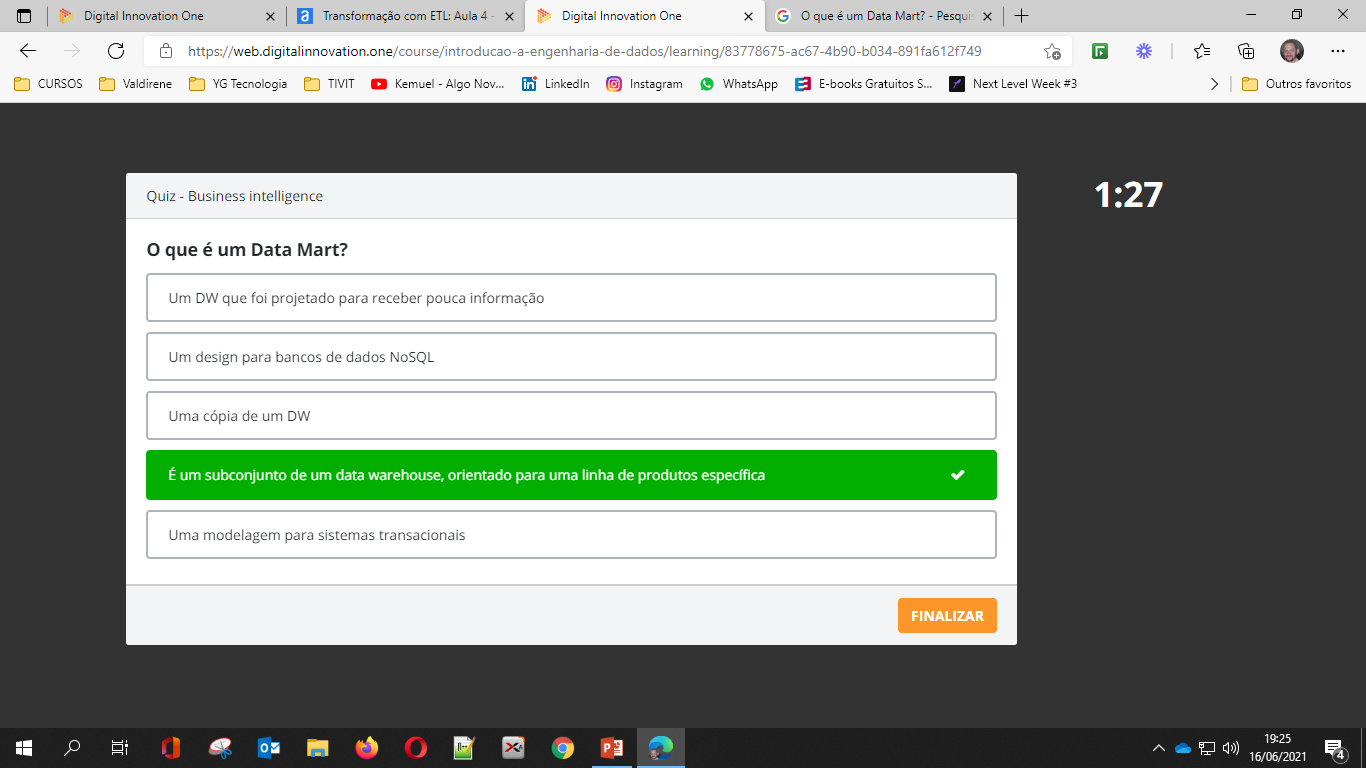 Digital Innovation One
Transformação com ETL: Aula 4 -
Digital Innovation One
O que é um Data Mart? - Pesqui
https://web.digitalinnovation.one/course/introducao-a-engenharia-de-dados/learning/83778675-ac67-4b90-b034-891fa612f749
CURSOS
Valdirene
YG Tecnologia
TIVIT
Kemuel - Algo Nov...
LinkedIn
Instagram
WhatsApp
E-books Gratuitos S...
Next Level Week #3
Outros favoritos
Quiz - Business intelligence
1:27
O que é um Data Mart?
Um DW que foi projetado para receber pouca informação
Um design para bancos de dados NoSQL
Uma cópia de um DW
É um subconjunto de um data warehouse, orientado para uma linha de produtos específica
Uma modelagem para sistemas transacionais
FINALIZAR
19:25
16/06/2021
4